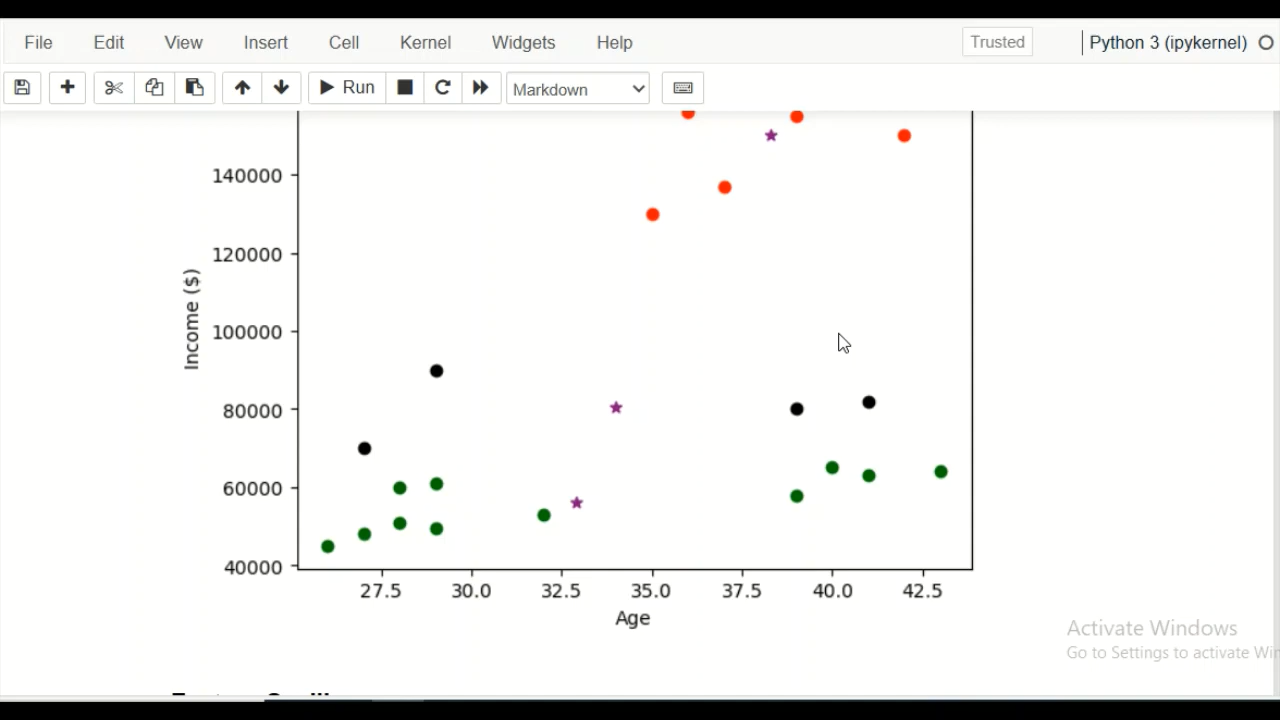 File Edit View Insert Cell Kernel Widgets Help Trusted Python 3 (ipykernel)
Run Markdown
140000
120000
100000
80000
60000
40000
Income ($)
27.5 30.0 32.5 35.0 37.5 40.0 42.5
Age
Activate Windows
Go to Settings to activate Win